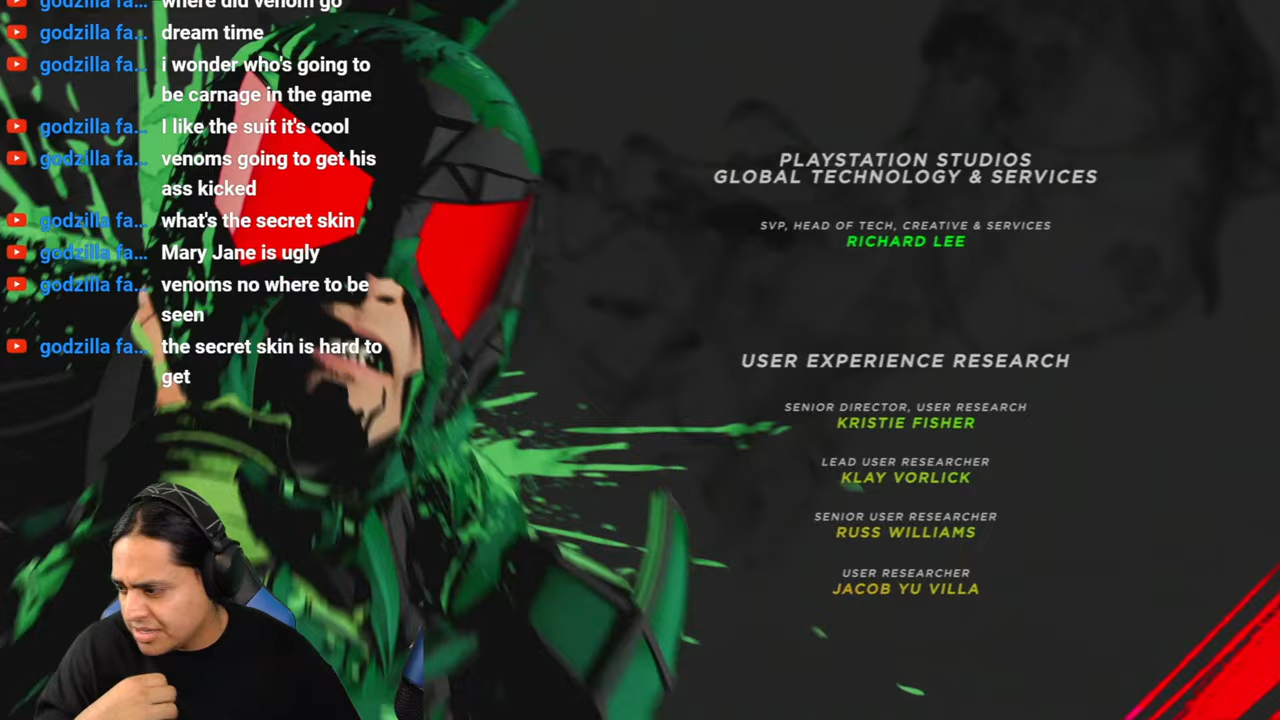 godzilla fa... where did venom go
godzilla fa... dream time
godzilla fa... i wonder who's going to
be carnage in the game
godzilla fa... I like the suit it's cool
godzilla fa... venoms going to get his
ass kicked
godzilla fa... what's the secret skin
godzilla fa... Mary Jane is ugly
godzilla fa... venoms no where to be
seen
godzilla fa... the secret skin is hard to
get
PLAYSTATION STUDIOS
GLOBAL TECHNOLOGY & SERVICES
SVP, HEAD OF TECH, CREATIVE & SERVICES
RICHARD LEE
USER EXPERIENCE RESEARCH
SENIOR DIRECTOR, USER RESEARCH
KRISTIE FISHER
LEAD USER RESEARCHER
KLAY VORLICK
SENIOR USER RESEARCHER
RUSS WILLIAMS
USER RESEARCHER
JACOB YU VILLA